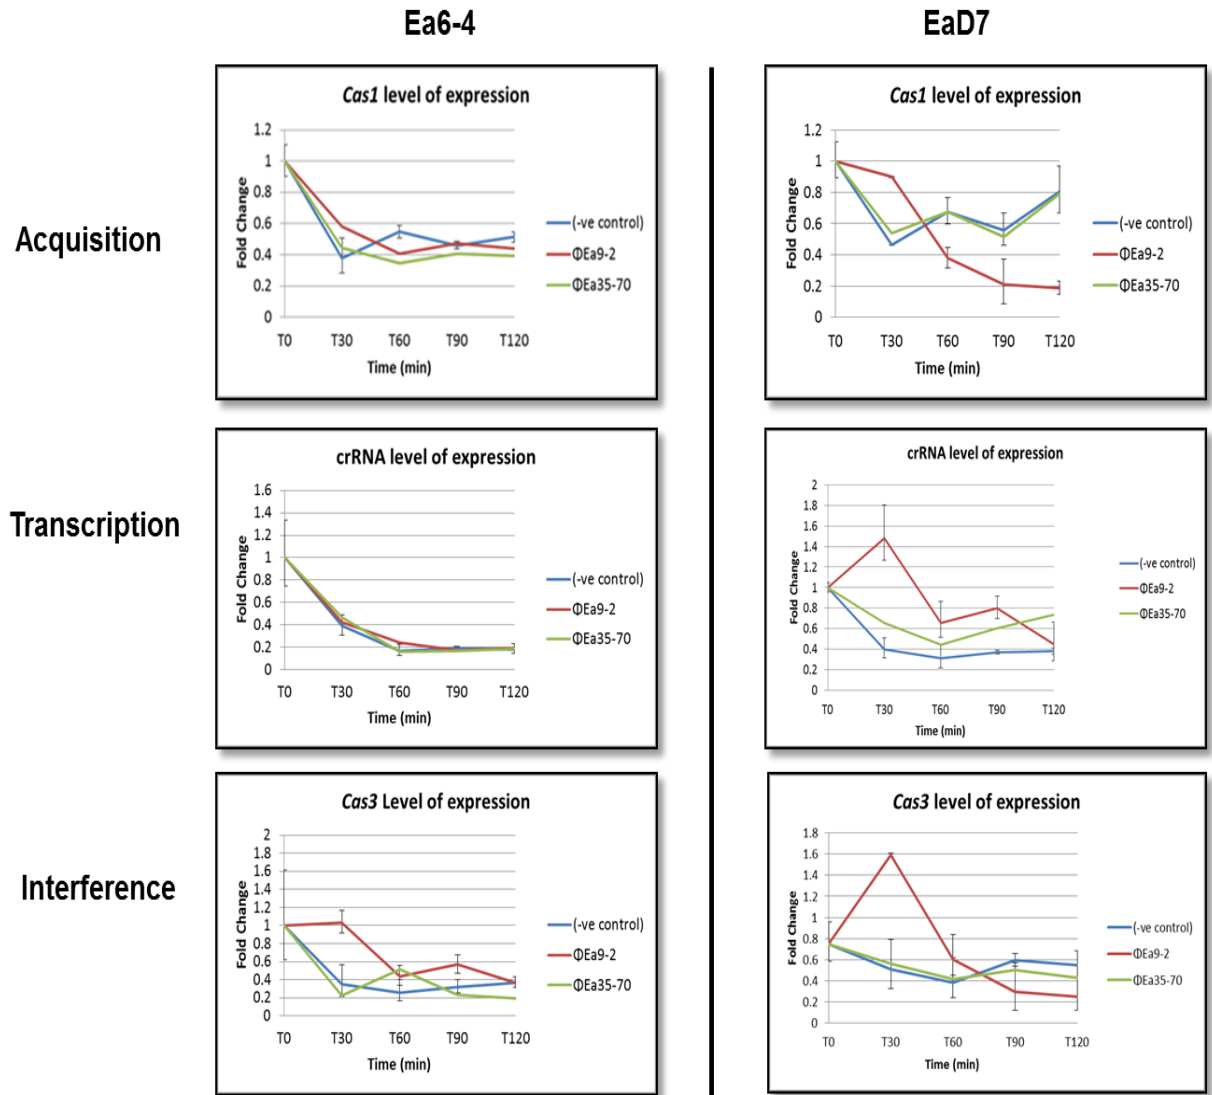 Ea6-4
EaD7
Acquisition
Cas1 level of expression
Fold Change
1.2
1
0.8
0.6
0.4
0.2
0
T0 T30 T60 T90 T120
Time (min)
(-ve control)
ΦEa9-2
ΦEa35-70
Cas1 level of expression
Fold Change
1.2
1
0.8
0.6
0.4
0.2
0
T0 T30 T60 T90 T120
Time (min)
(-ve control)
ΦEa9-2
ΦEa35-70
Transcription
crRNA level of expression
Fold Change
1.6
1.4
1.2
1
0.8
0.6
0.4
0.2
0
T0 T30 T60 T90 T120
Time (min)
(-ve control)
ΦEa9-2
ΦEa35-70
crRNA level of expression
Fold Change
2
1.8
1.6
1.4
1.2
1
0.8
0.6
0.4
0.2
0
T0 T30 T60 T90 T120
Time (min)
(-ve control)
ΦEa9-2
ΦEa35-70
Interference
Cas3 Level of expression
Fold Change
2
1.8
1.6
1.4
1.2
1
0.8
0.6
0.4
0.2
0
T0 T30 T60 T90 T120
Time (min)
(-ve control)
ΦEa9-2
ΦEa35-70
Cas3 level of expression
Fold Change
1.8
1.6
1.4
1.2
1
0.8
0.6
0.4
0.2
0
T0 T30 T60 T90 T120
Time (min)
(-ve control)
ΦEa9-2
ΦEa35-70